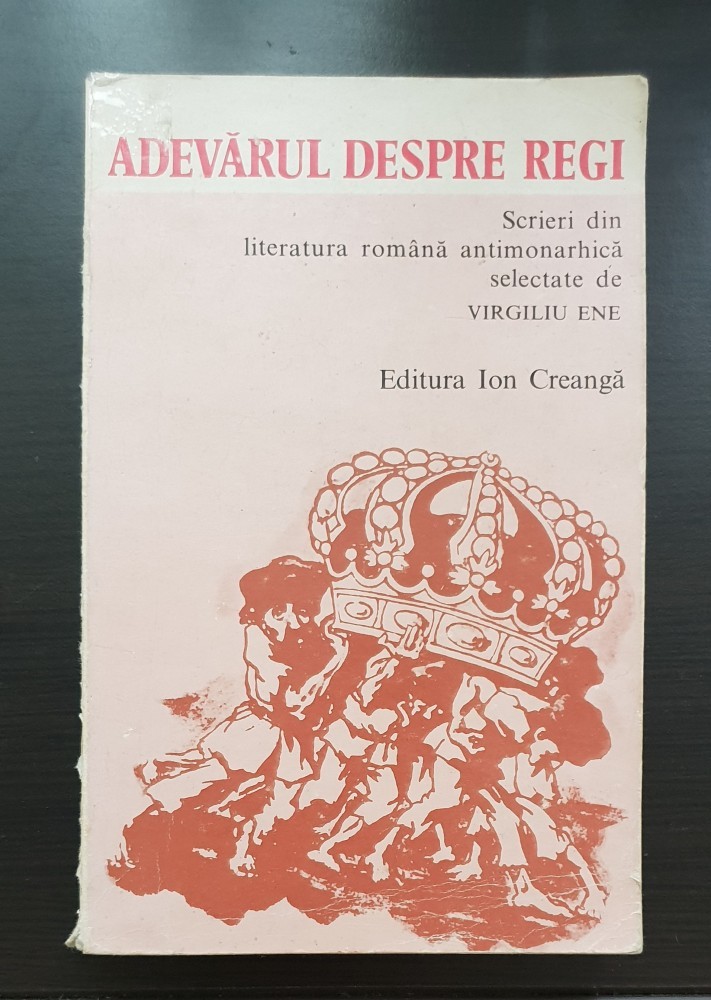 ADEVĂRUL DESPRE REGI
Scrieri din
literatura română antimonarhică
selectate de
VIRGILIU ENE
Editura Ion Creangă